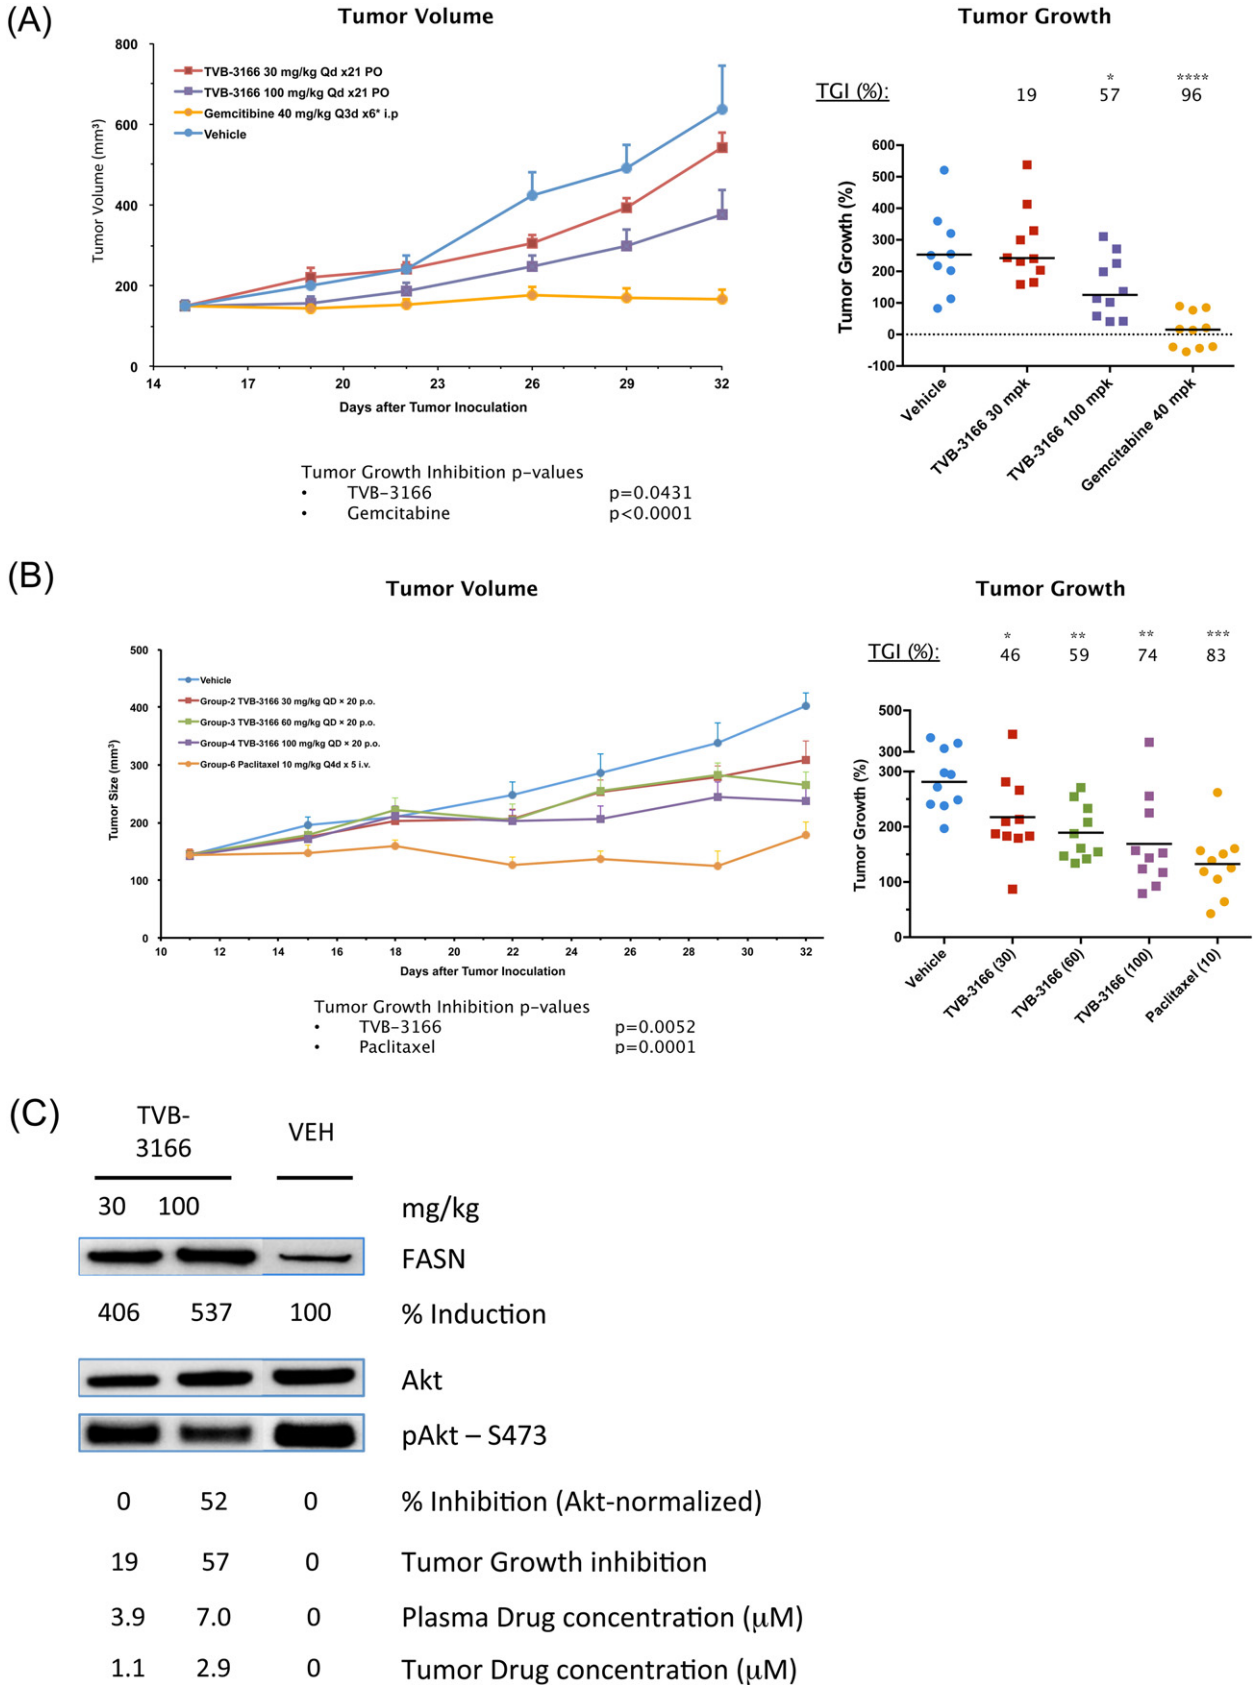 (A)
Tumor Volume
800
600
400
200
0
Tumor Volume (mm³)
TVB-3166 30 mg/kg Qd x21 PO
TVB-3166 100 mg/kg Qd x21 PO
Gemcitibine 40 mg/kg Q3d x6* i.p
Vehicle
14 17 20 23 26 29 32
Days after Tumor Inoculation
Tumor Growth Inhibition p-values
• TVB-3166 p=0.0431
• Gemcitabine p<0.0001
Tumor Growth
* ****
TGI (%): 19 57 96
600
500
400
300
200
100
0
-100
Tumor Growth (%)
Vehicle
TVB-3166 30 mpk
TVB-3166 100 mpk
Gemcitabine 40 mpk
(B)
Tumor Volume
500
400
300
200
100
0
Tumor Size (mm³)
Vehicle
Group-2 TVB-3166 30 mg/kg QD × 20 p.o.
Group-3 TVB-3166 60 mg/kg QD × 20 p.o.
Group-4 TVB-3166 100 mg/kg QD × 20 p.o.
Group-6 Paclitaxel 10 mg/kg Q4d x 5 i.v.
10 12 14 16 18 20 22 24 26 28 30 32
Days after Tumor Inoculation
Tumor Growth Inhibition p-values
• TVB-3166 p=0.0052
• Paclitaxel p=0.0001
Tumor Growth
* ** ** ***
TGI (%): 46 59 74 83
500
300
300
200
100
0
Tumor Growth (%)
Vehicle
TVB-3166 (30)
TVB-3166 (60)
TVB-3166 (100)
Paclitaxel (10)
(C)
TVB-
3166
VEH
30 100 mg/kg
FASN
406 537 100 % Induction
Akt
pAkt – S473
0 52 0 % Inhibition (Akt-normalized)
19 57 0 Tumor Growth inhibition
3.9 7.0 0 Plasma Drug concentration (µM)
1.1 2.9 0 Tumor Drug concentration (µM)